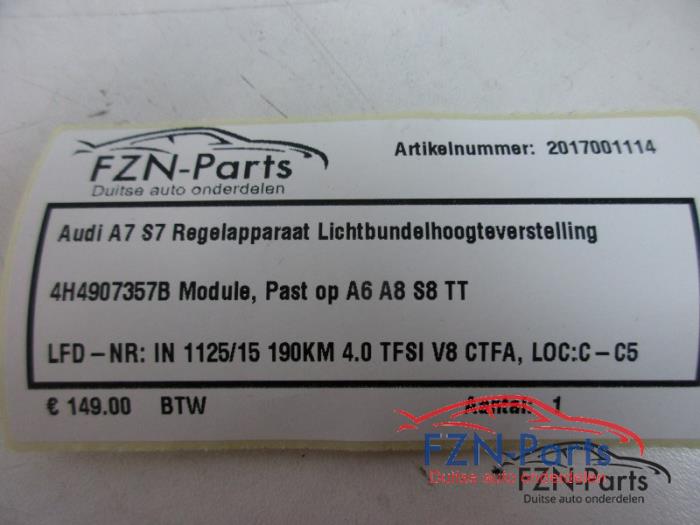 FZN-Parts
Duitse auto onderdelen
Artikelnummer: 2017001114
Audi A7 S7 Regelapparaat Lichtbundelhoogteverstelling
4H4907357B Module, Past op A6 A8 S8 TT
LFD-NR: IN 1125/15 190KM 4.0 TFSI V8 CTFA, LOC:C-C5
€ 149.00 BTW
Aantal: 1
FZN-Parts
Duitse auto onderdelen
FZN-Parts
Duitse auto onderdelen